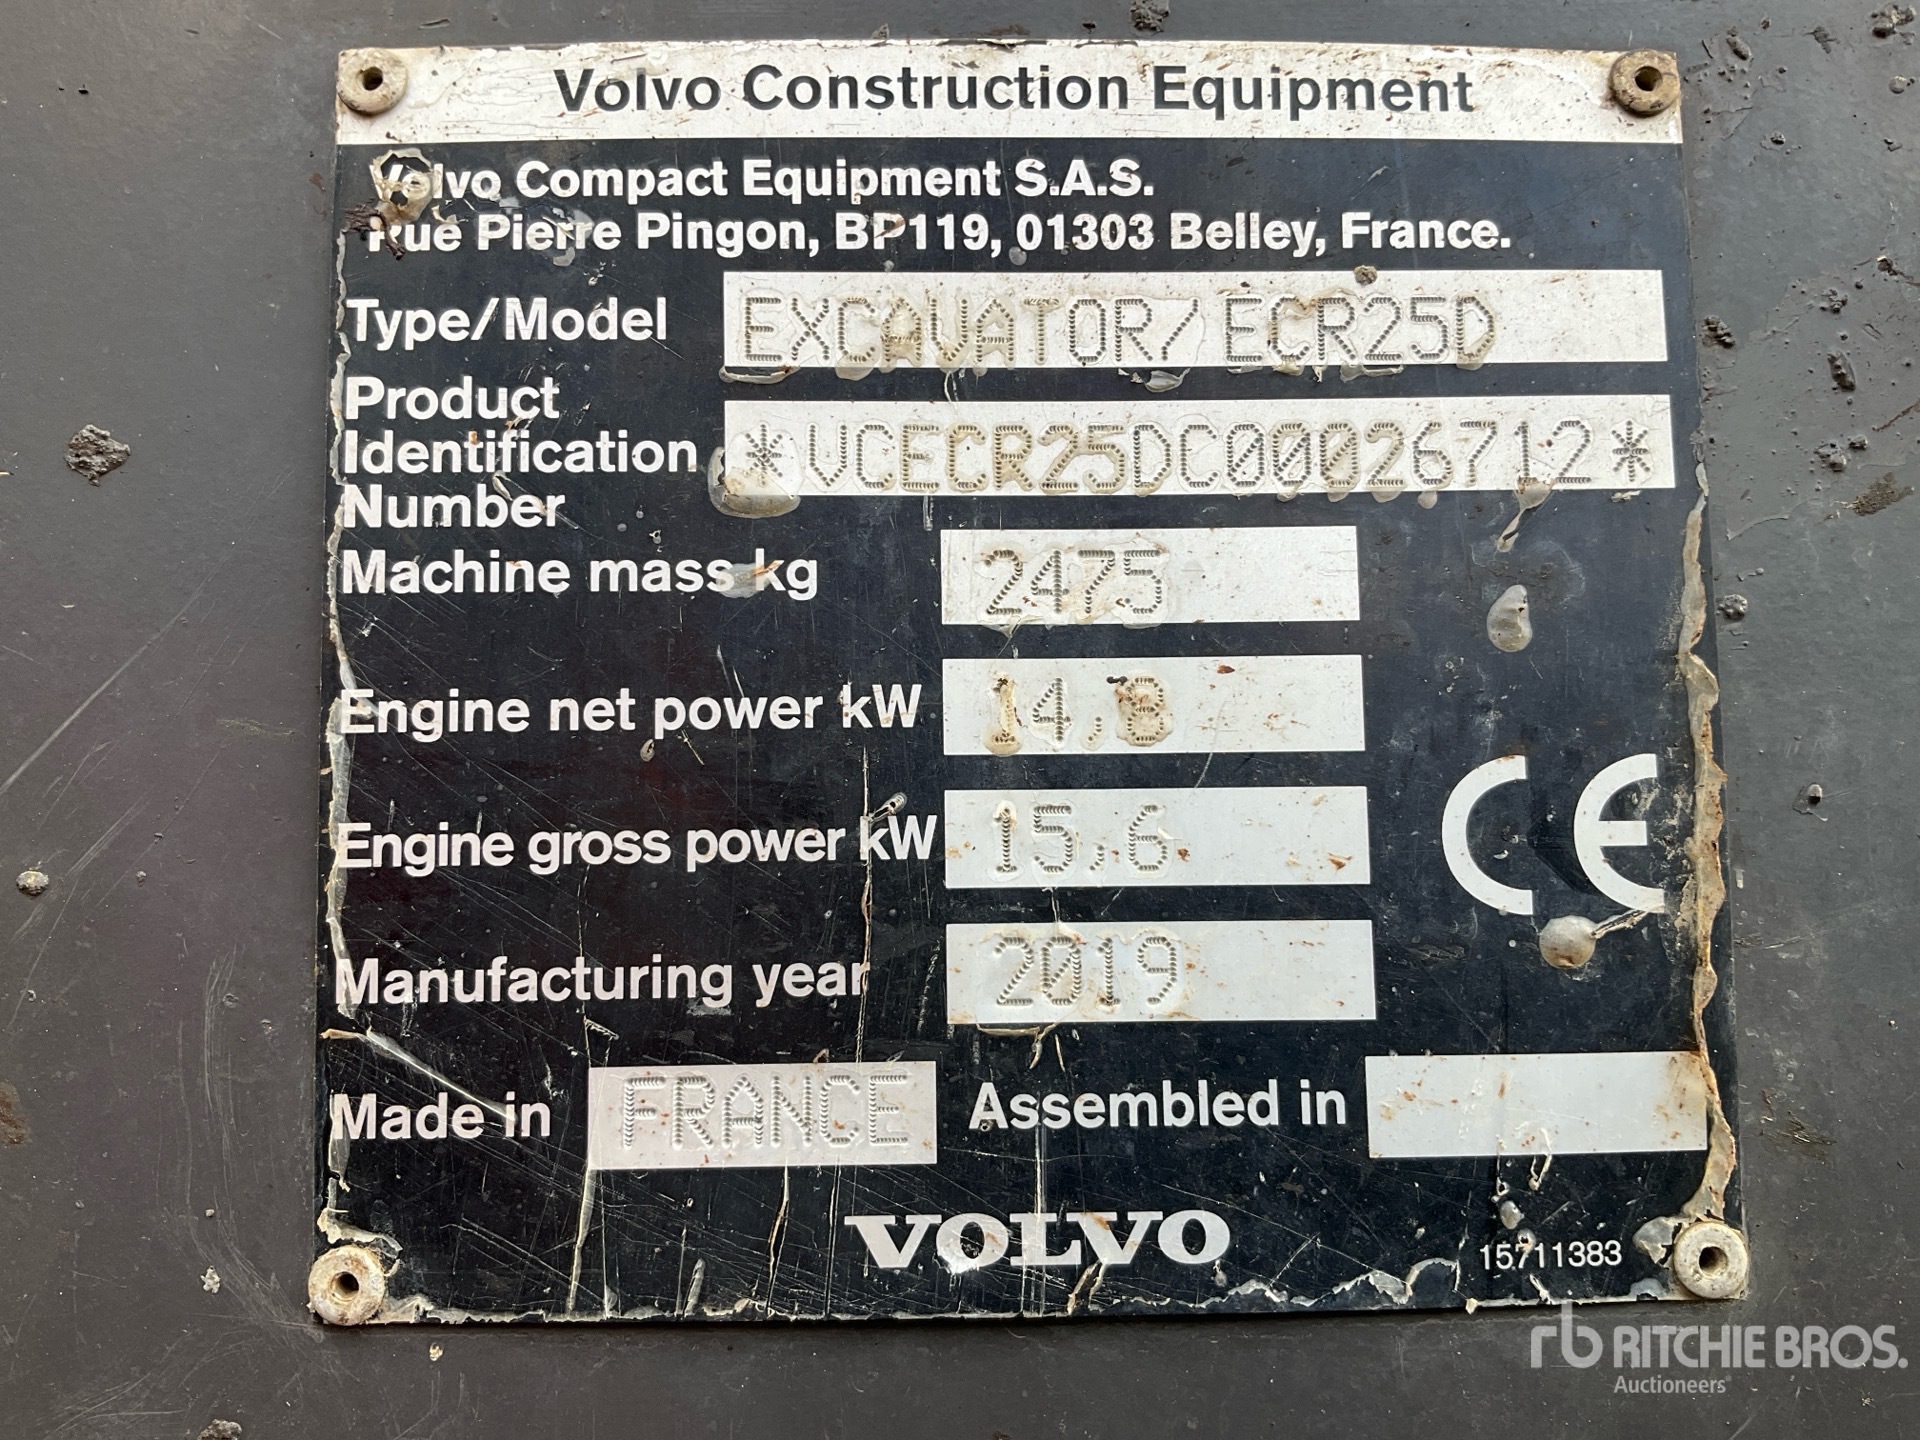 Volvo Construction Equipment
Volvo Compact Equipment S.A.S.
Rue Pierre Pingon, BP119, 01303 Belley, France.
Type/Model EXCAVATOR/ ECR25D
Product
Identification *VCECR25DC00026712*
Number
Machine mass kg 2475
Engine net power kW 14,8
Engine gross power kW 15,6
CE
Manufacturing year 2019
Made in FRANCE Assembled in
VOLVO
15711383
rb RITCHIE BROS.
Auctioneers